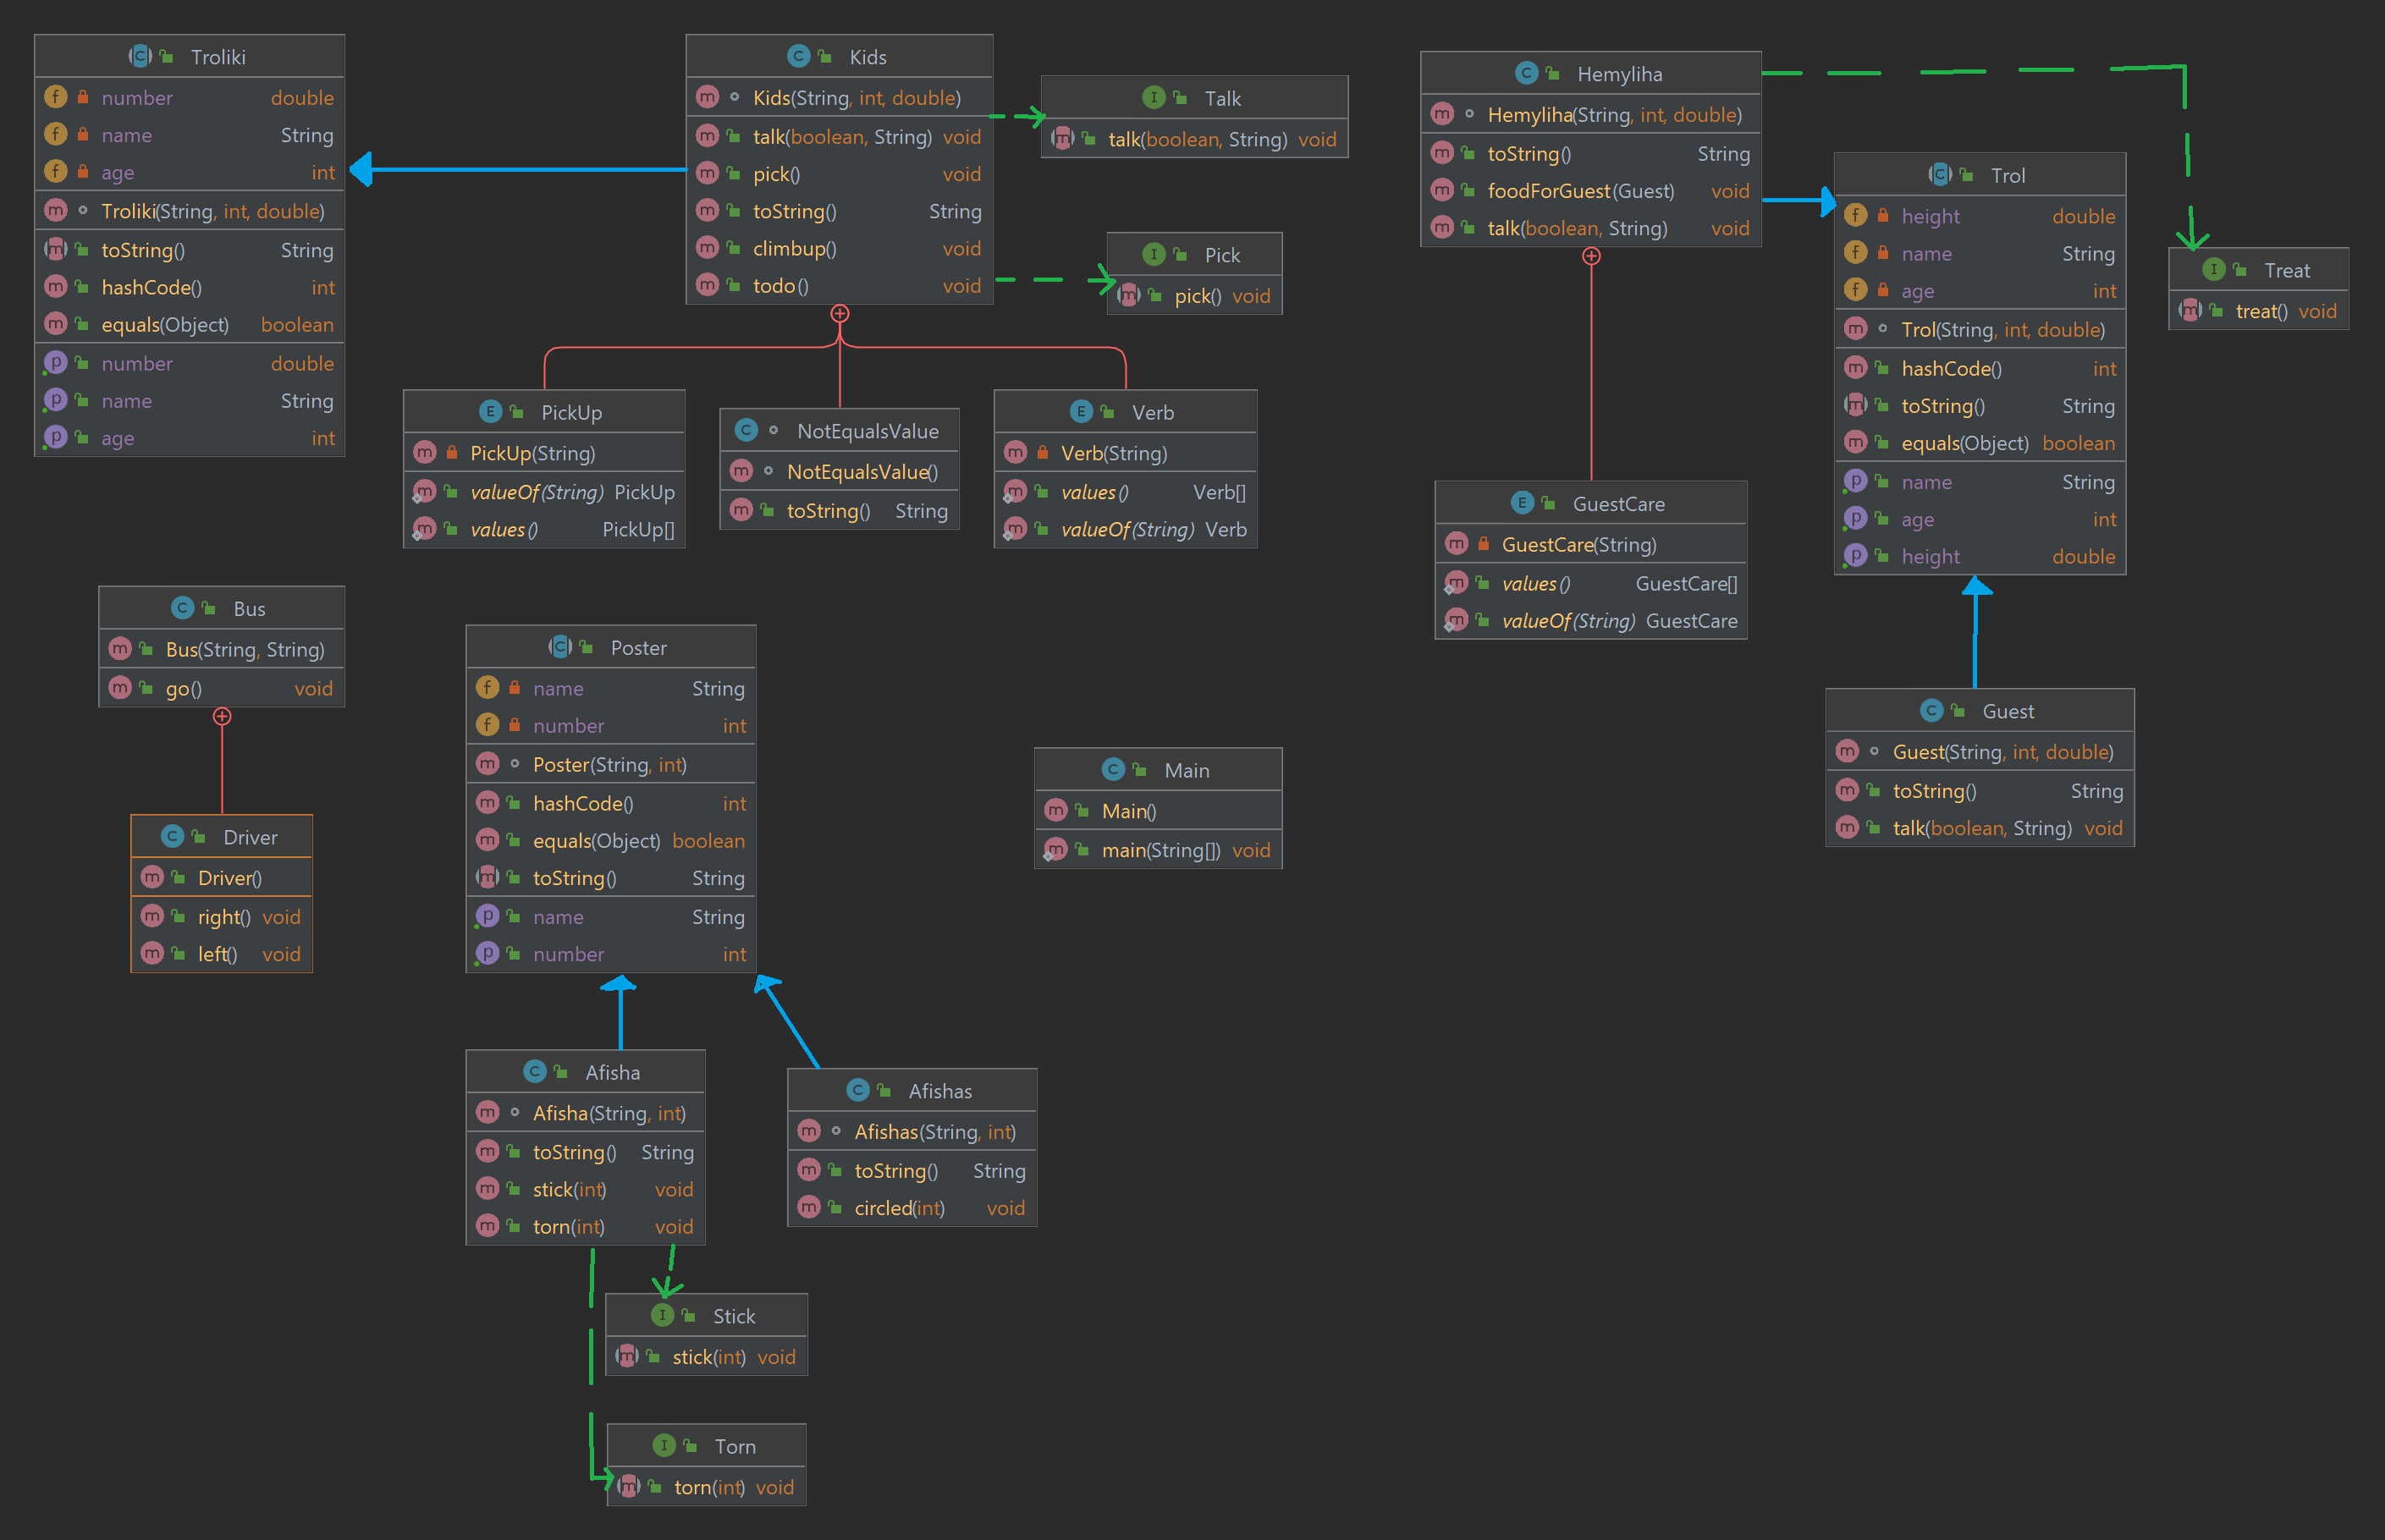 Troliki
number double
name String
age int
Troliki(String, int, double)
toString() String
hashCode() int
equals(Object) boolean
number double
name String
age int
Kids
Kids(String, int, double)
talk(boolean, String) void
pick() void
toString() String
climbup() void
todo() void
Talk
talk(boolean, String) void
Pick
pick() void
Hemyliha
Hemyliha(String, int, double)
toString() String
foodForGuest(Guest) void
talk(boolean, String) void
Trol
height double
name String
age int
Trol(String, int, double)
hashCode() int
toString() String
equals(Object) boolean
name String
age int
height double
Treat
treat() void
PickUp
PickUp(String)
valueOf(String) PickUp
values() PickUp[]
NotEqualsValue
NotEqualsValue()
toString() String
Verb
Verb(String)
values() Verb[]
valueOf(String) Verb
GuestCare
GuestCare(String)
values() GuestCare[]
valueOf(String) GuestCare
Bus
Bus(String, String)
go() void
Driver
Driver()
right() void
left() void
Poster
name String
number int
Poster(String, int)
hashCode() int
equals(Object) boolean
toString() String
name String
number int
Main
Main()
main(String[]) void
Guest
Guest(String, int, double)
toString() String
talk(boolean, String) void
Afisha
Afisha(String, int)
toString() String
stick(int) void
torn(int) void
Afishas
Afishas(String, int)
toString() String
circled(int) void
Stick
stick(int) void
Torn
torn(int) void